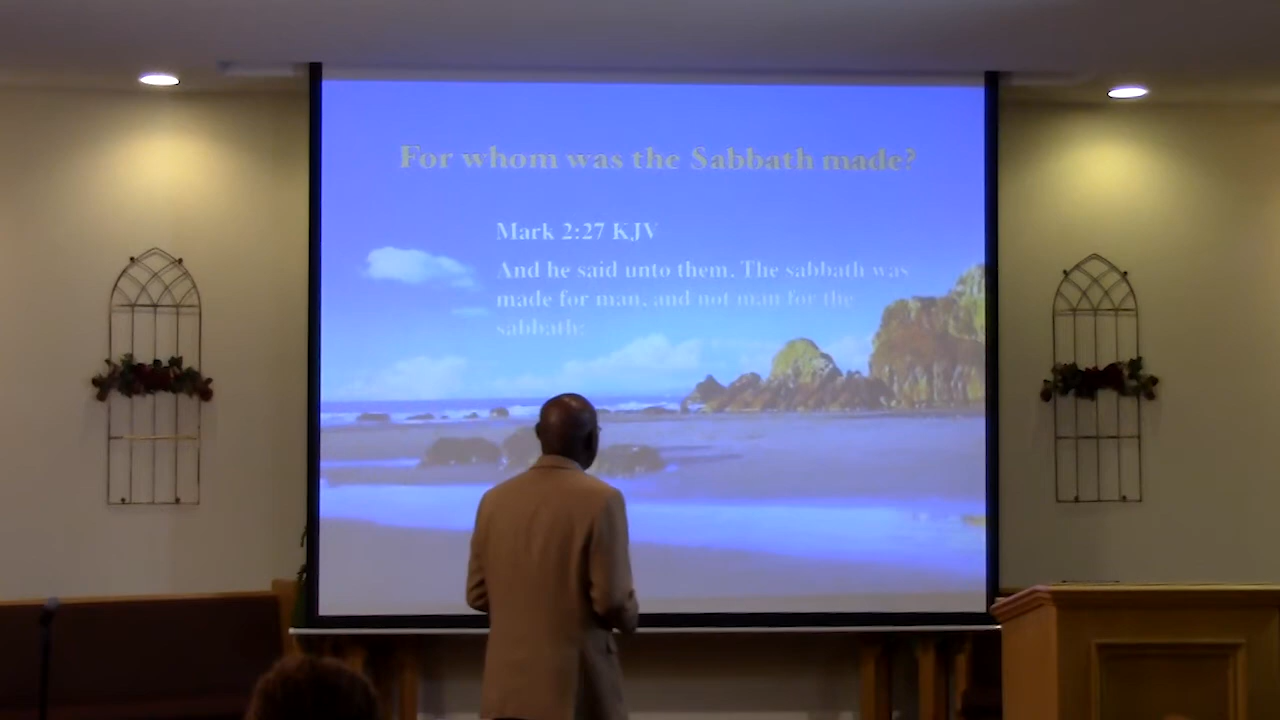 For whom was the Sabbath made?
Mark 2:27 KJV
And he said unto them, The sabbath was
made for man, and not man for the
sabbath: